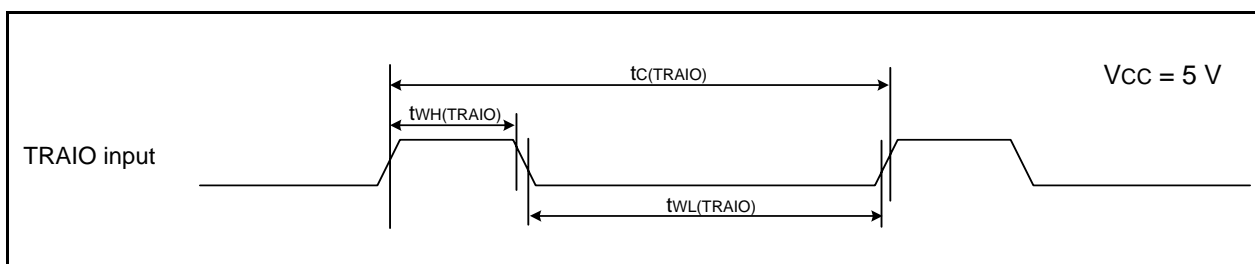 tC(TRAIO)
VCC = 5 V
tWH(TRAIO)
TRAIO input
tWL(TRAIO)